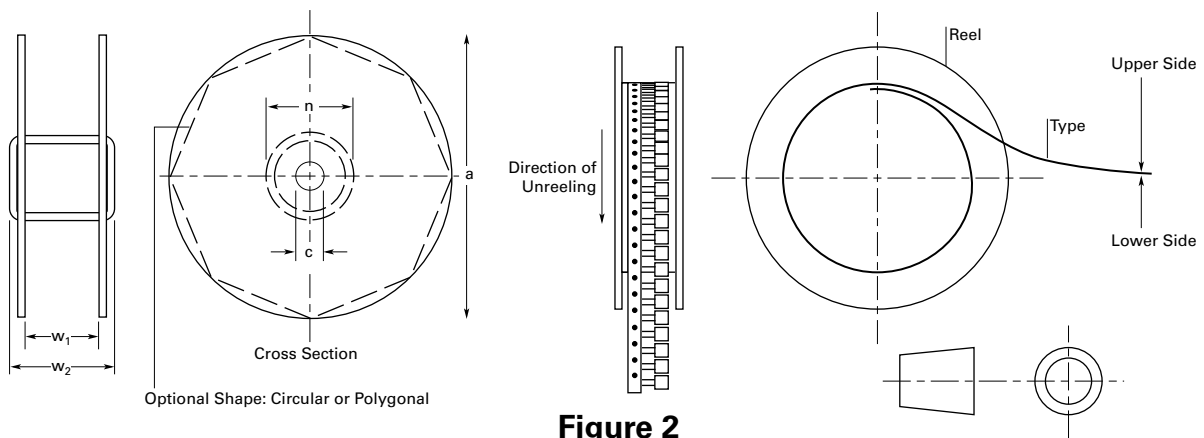 n
a
c
w1
w2
Cross Section
Optional Shape: Circular or Polygonal
Direction of
Unreeling
Reel
Upper Side
Type
Lower Side
Figure 2